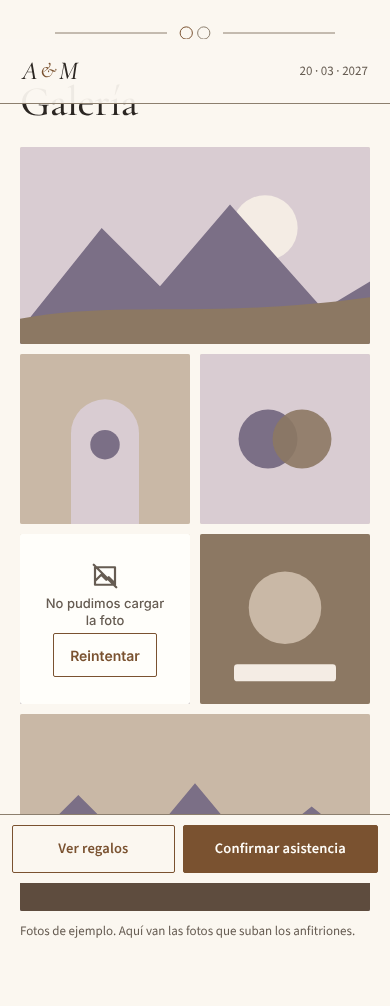 A & M
20 · 03 · 2027
Galería
No pudimos cargar
la foto
Reintentar
Ver regalos
Confirmar asistencia
Fotos de ejemplo. Aquí van las fotos que suban los anfitriones.